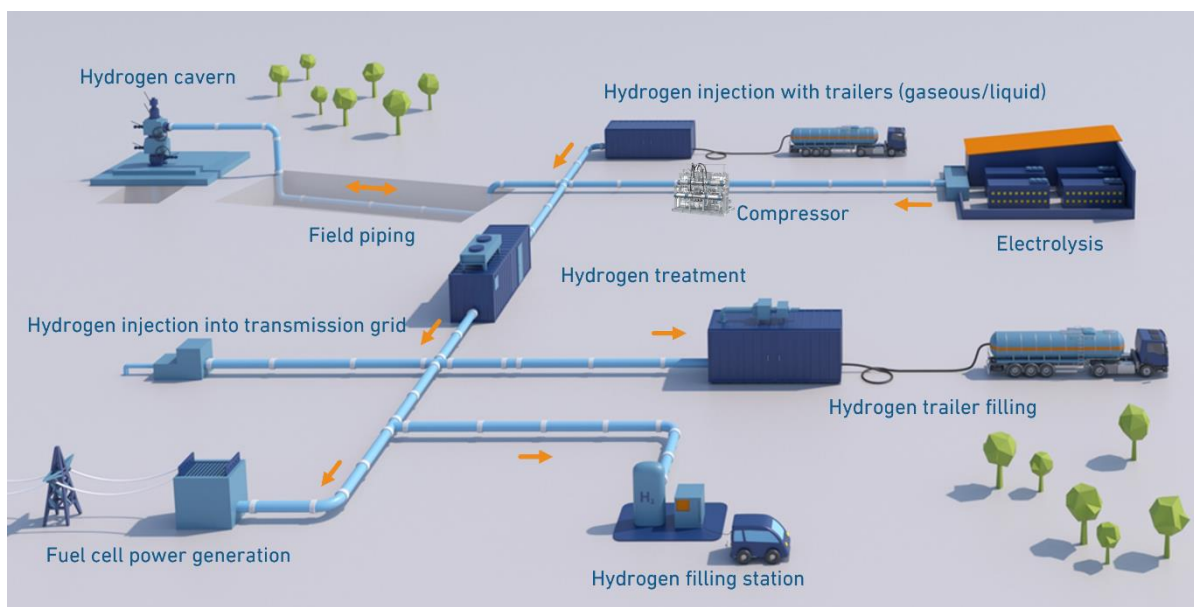 Hydrogen cavern
Hydrogen injection with trailers (gaseous/liquid)
Compressor
Field piping
Electrolysis
Hydrogen treatment
Hydrogen injection into transmission grid
Hydrogen trailer filling
H₂
Fuel cell power generation
Hydrogen filling station